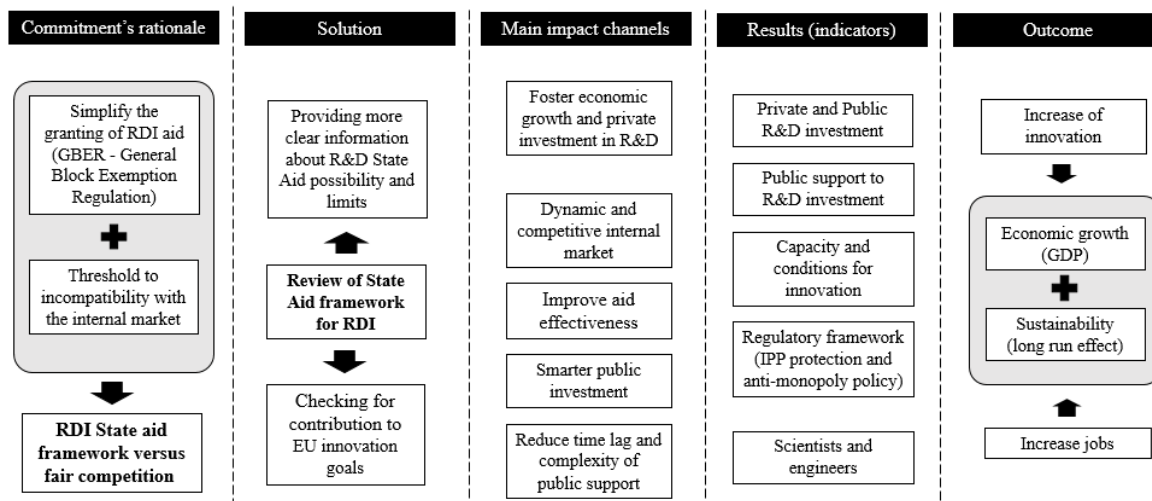 Commitment's rationale
Simplify the
granting of RDI aid
(GBER - General
Block Exemption
Regulation)
Threshold to
incompatibility with
the internal market
RDI State aid
framework versus
fair competition
Solution
Providing more
clear information
about R&D State
Aid possibility and
limits
Review of State
Aid framework
for RDI
Checking for
contribution to
EU innovation
goals
Main impact channels
Foster economic
growth and private
investment in R&D
Dynamic and
competitive internal
market
Improve aid
effectiveness
Smarter public
investment
Reduce time lag and
complexity of
public support
Results (indicators)
Private and Public
R&D investment
Public support to
R&D investment
Capacity and
conditions for
innovation
Regulatory framework
(IPP protection and
anti-monopoly policy)
Scientists and
engineers
Outcome
Increase of
innovation
Economic growth
(GDP)
Sustainability
(long run effect)
Increase jobs